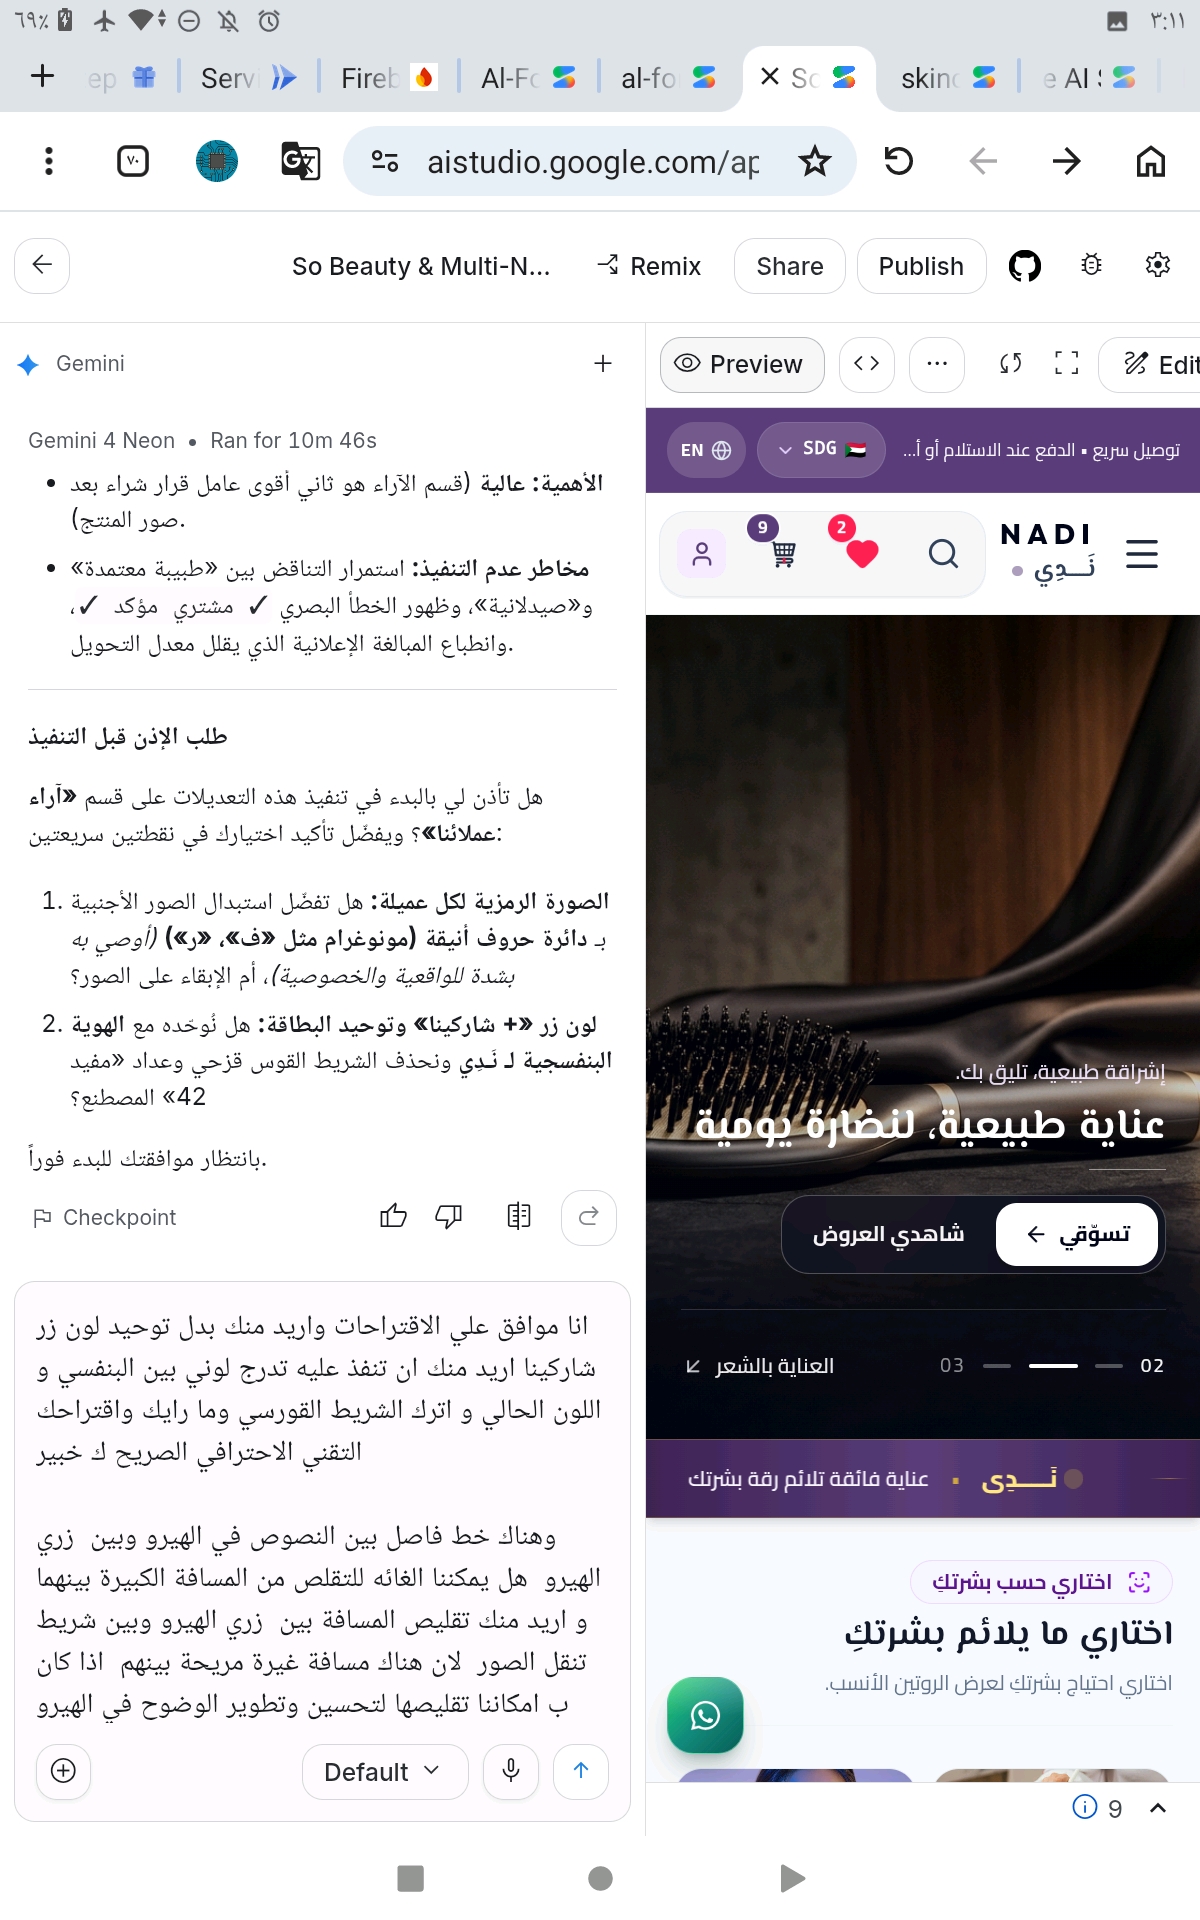 ٦٩٪
٣:١١
ep
Servi
Fireb
Al-Fo
al-fo
So
skinc
e AI S
٧٠
aistudio.google.com/ap
So Beauty & Multi-N...
Remix
Share
Publish
Gemini
Gemini 4 Neon • Ran for 10m 46s
• الأهمية: عالية (قسم الآراء هو ثاني أقوى عامل قرار شراء بعد
صور المنتج).
• مخاطر عدم التنفيذ: استمرار التناقض بين «طبيبة معتمدة»
و«صيدلانية»، وظهور الخطأ البصري ✓ مشتري مؤكد ✓،
وانطباع المبالغة الإعلانية الذي يقلل معدل التحويل.
طلب الإذن قبل التنفيذ
هل تأذن لي بالبدء في تنفيذ هذه التعديلات على قسم «آراء
عملائنا»؟ ويفضّل تأكيد اختيارك في نقطتين سريعتين:
1. الصورة الرمزية لكل عميلة: هل تفضّل استبدال الصور الأجنبية
بـ دائرة حروف أنيقة (مونوغرام مثل «ف»، «ر») (أوصي به
بشدة للواقعية والخصوصية)، أم الإبقاء على الصور؟
2. لون زر «+ شاركينا» وتوحيد البطاقة: هل نُوحّده مع الهوية
البنفسجية لـ نَـدِي ونحذف الشريط القوس قزحي وعداد «مفيد
42» المصطنع؟
بانتظار موافقتك للبدء فوراً.
Checkpoint
انا موافق علي الاقتراحات واريد منك بدل توحيد لون زر
شاركينا اريد منك ان تنفذ عليه تدرج لوني بين البنفسي و
اللون الحالي و اترك الشريط القورسي وما رايك واقتراحك
التقني الاحترافي الصريح ك خبير
وهناك خط فاصل بين النصوص في الهيرو وبين زري
الهيرو هل يمكننا الغائه للتقلص من المسافة الكبيرة بينهما
و اريد منك تقليص المسافة بين زري الهيرو وبين شريط
تنقل الصور لان هناك مسافة غيرة مريحة بينهم اذا كان
ب امكاننا تقليصها لتحسين وتطوير الوضوح في الهيرو
Default
Preview
Edit
EN
SDG
توصيل سريع ▪ الدفع عند الاستلام أو أ...
9
2
NADI
نَـــدِي
إشراقة طبيعية، تليق بك.
عناية طبيعية، لنضارة يومية
تسوّقي
شاهدي العروض
02
03
العناية بالشعر
نَـــــدِى ▪ عناية فائقة تلائم رقة بشرتك
اختاري حسب بشرتكِ
اختاري ما يلائم بشرتكِ
اختاري احتياج بشرتكِ لعرض الروتين الأنسب.
9